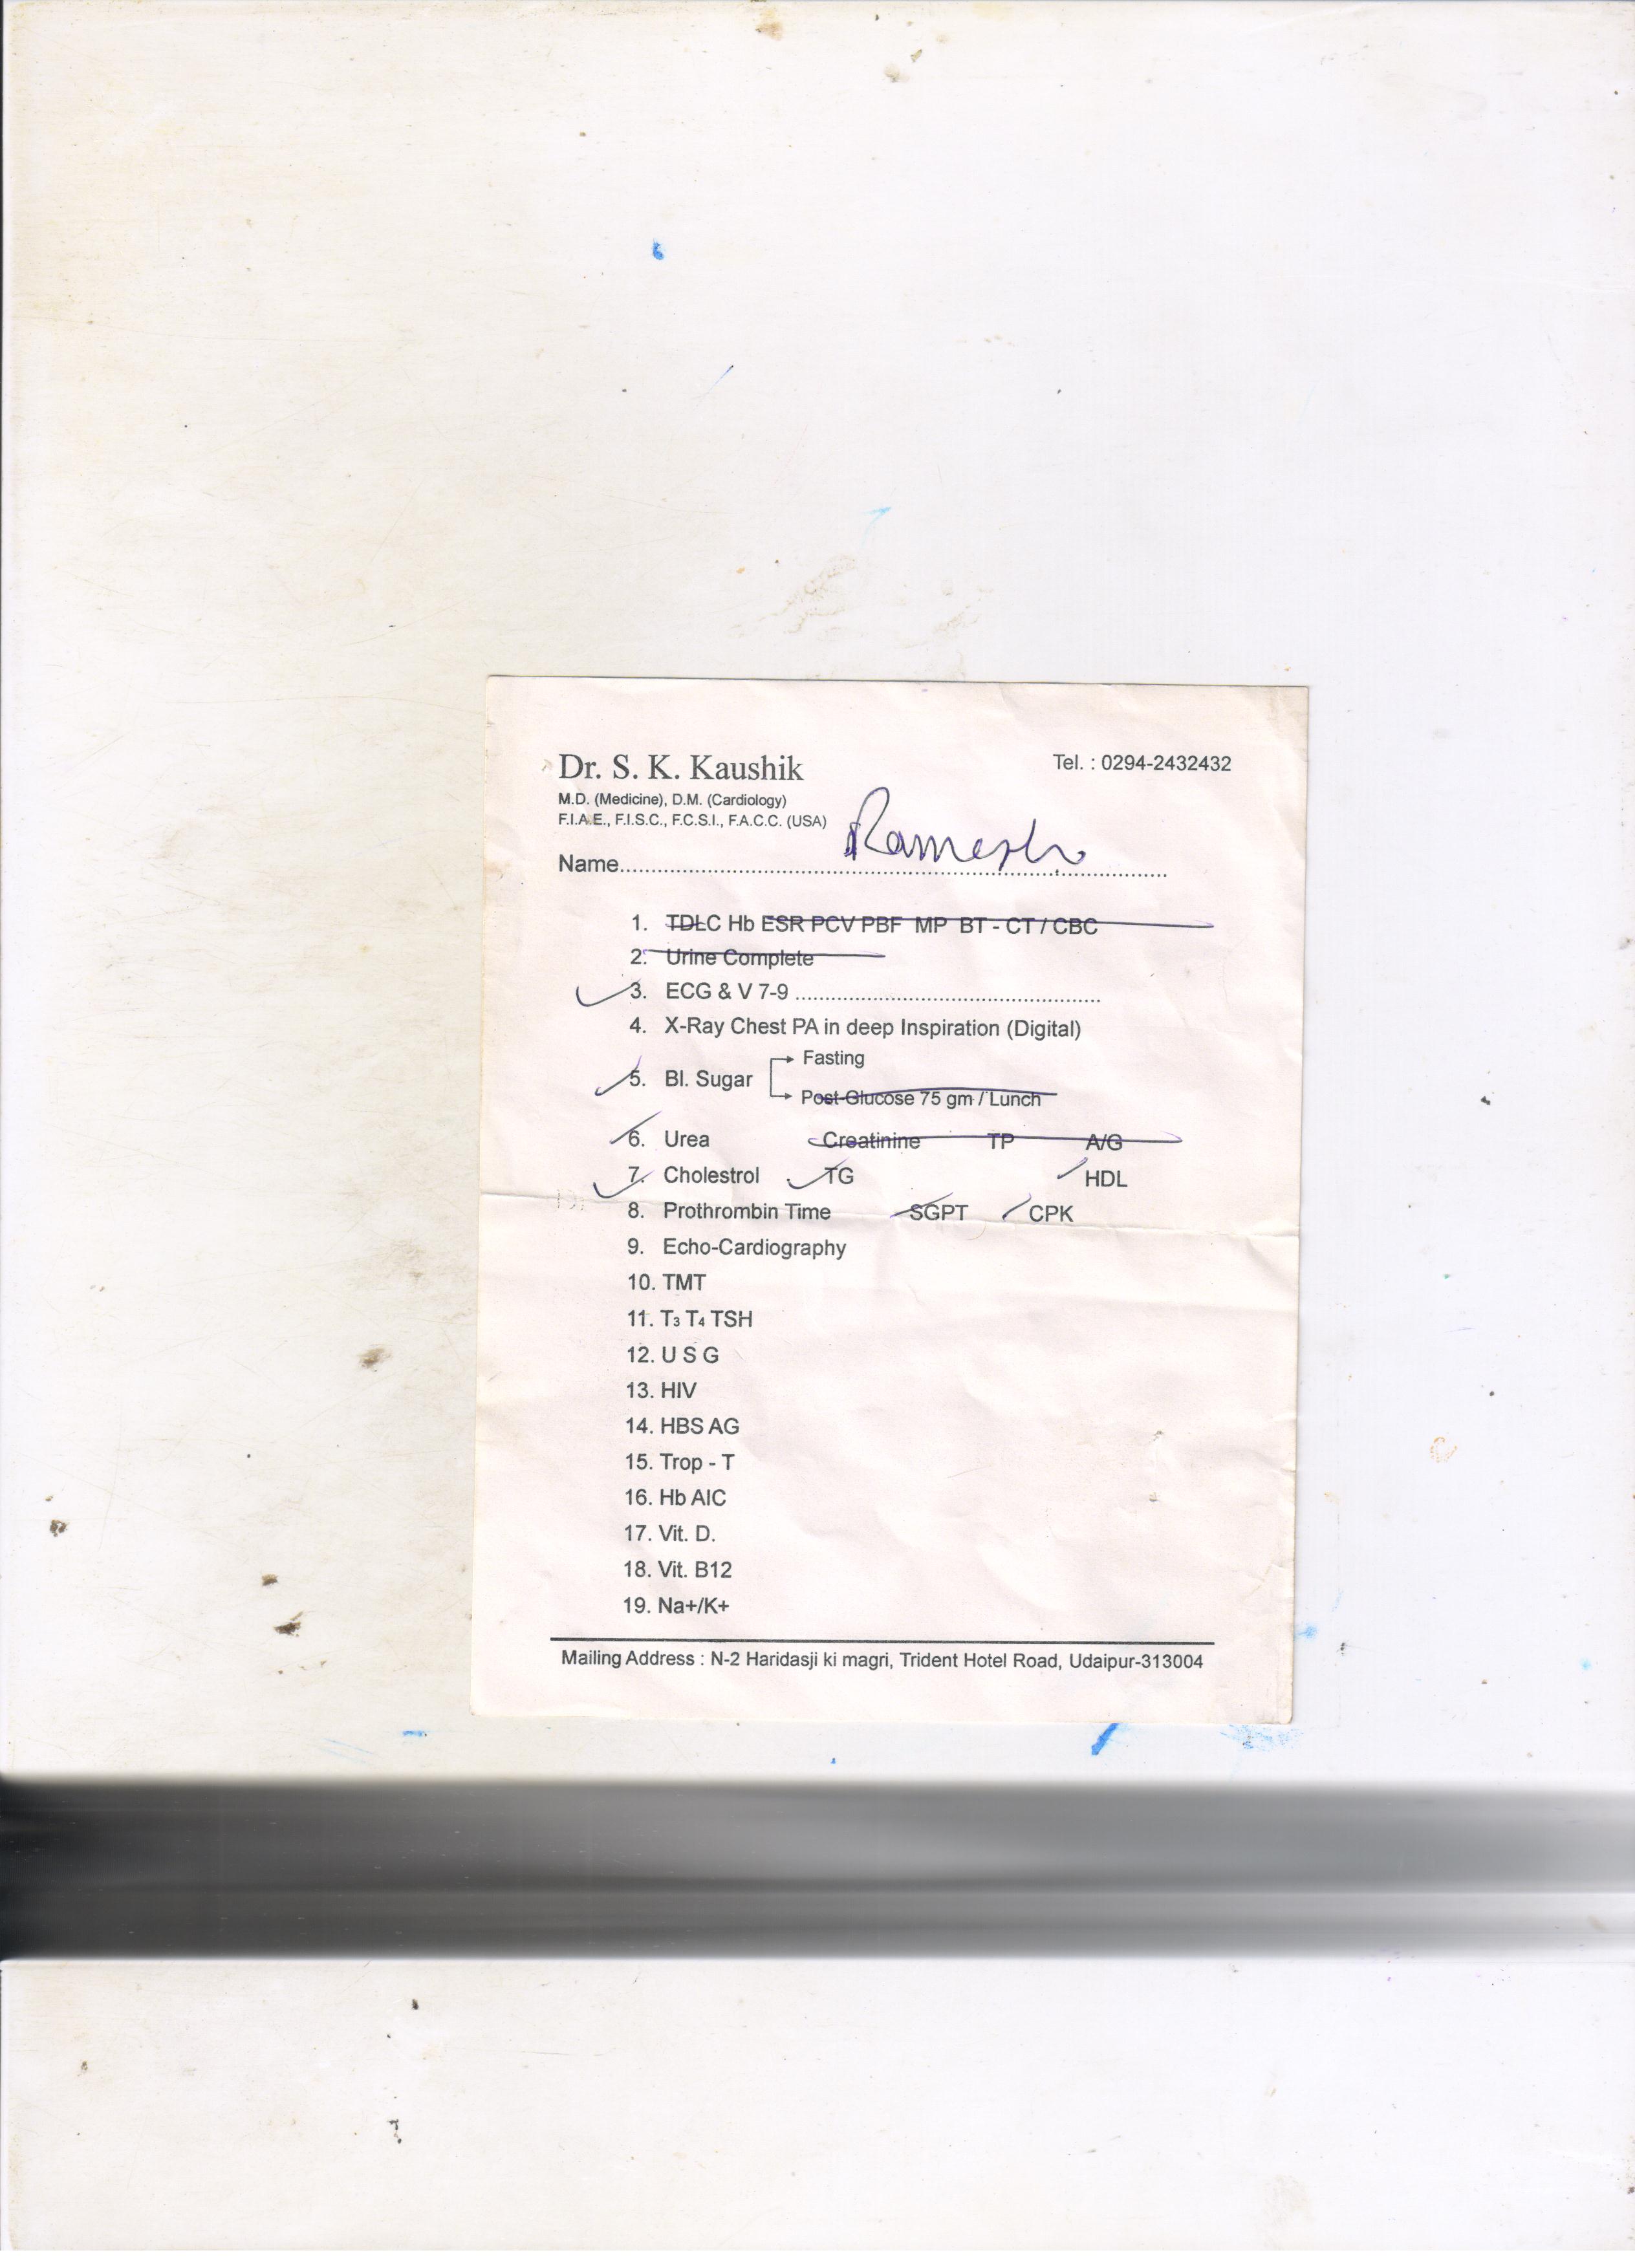 Dr. S. K. Kaushik
Tel. : 0294-2432432
M.D. (Medicine), D.M. (Cardiology)
F.I.A.E., F.I.S.C., F.C.S.I., F.A.C.C. (USA)
Name.......... Ramesh ..........
1. TDLC Hb ESR PCV PBF MP BT - CT / CBC
2. Urine Complete
3. ECG & V 7-9 ..........
4. X-Ray Chest PA in deep Inspiration (Digital)
Fasting
5. Bl. Sugar
Post-Glucose 75 gm / Lunch
6. Urea Creatinine TP A/G
7. Cholestrol TG HDL
8. Prothrombin Time SGPT CPK
9. Echo-Cardiography
10. TMT
11. T3 T4 TSH
12. U S G
13. HIV
14. HBS AG
15. Trop - T
16. Hb AIC
17. Vit. D.
18. Vit. B12
19. Na+/K+
Mailing Address : N-2 Haridasji ki magri, Trident Hotel Road, Udaipur-313004